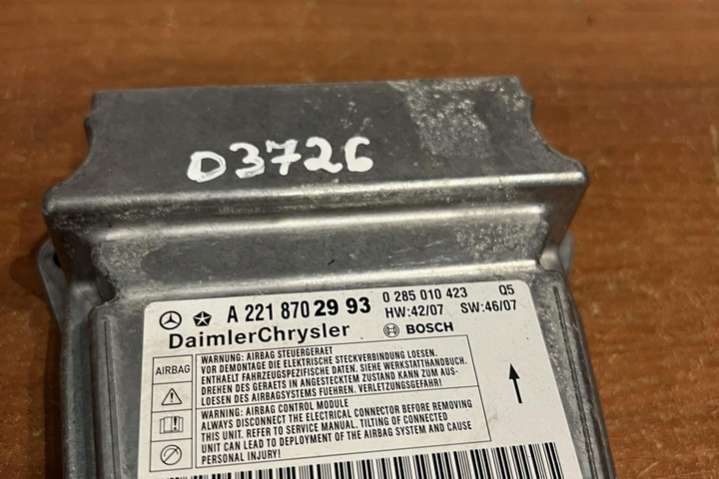 D3726
A 221 870 29 93 0 285 010 423 Q5
HW:42/07 SW:46/07
DaimlerChrysler BOSCH
AIRBAG
WARNUNG: AIRBAG STEUERGERAET
VOR DEMONTAGE DIE ELEKTRISCHE STECKVERBINDUNG LOESEN.
ENTHALT FAHRZEUGSPEZIFISCHE DATEN. SIEHE WERKSTATTHANDBUCH.
DREHEN DES GERAETS IN ANGESTECKTEM ZUSTAND KANN ZUM AUS-
LOESEN DES AIRBAGSYSTEMS FUEHREN. VERLETZUNGSGEFAHR!
WARNING: AIRBAG CONTROL MODULE
ALWAYS DISCONNECT THE ELECTRICAL CONNECTOR BEFORE REMOVING
THIS UNIT. REFER TO SERVICE MANUAL. TILTING OF CONNECTED
UNIT CAN LEAD TO DEPLOYMENT OF THE AIRBAG SYSTEM AND CAUSE
PERSONAL INJURY!